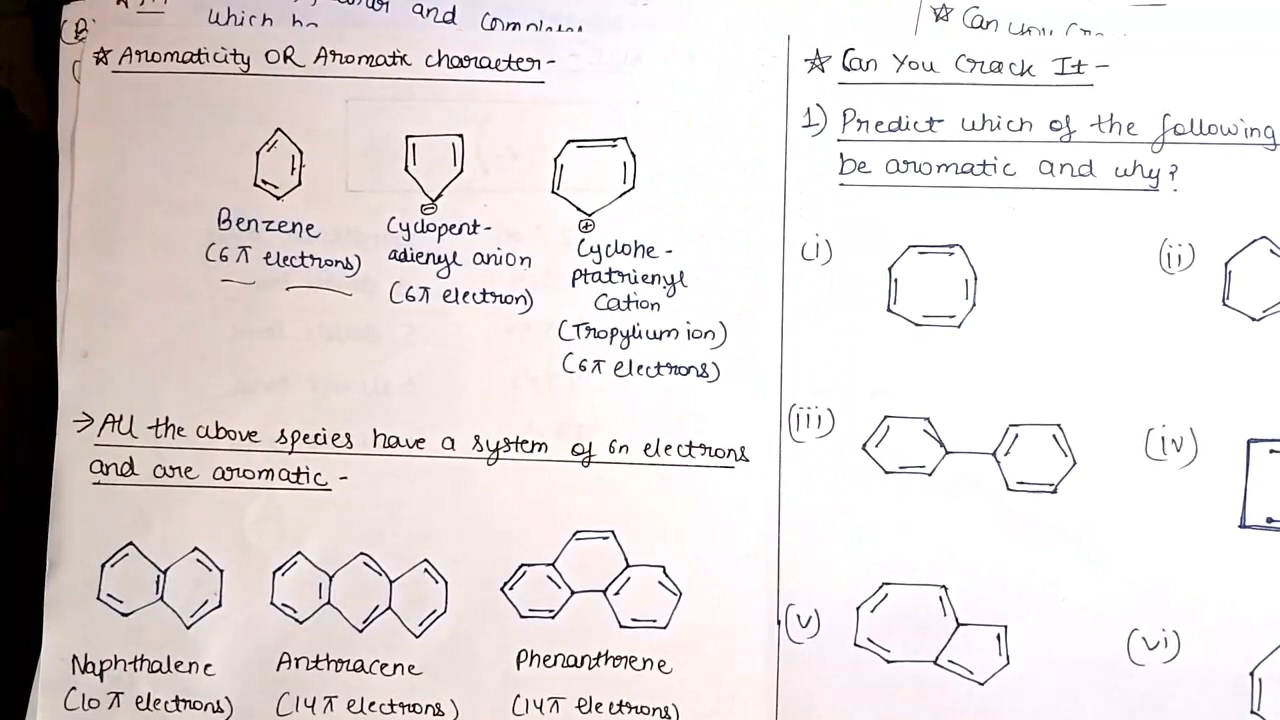 and
which
(B
☆ Aromaticity OR Aromatic character-
Benzene
(6π electrons)
⊖
Cyclopent-
adienyl anion
(6π electron)
⊕
Cyclohe-
ptatrienyl
Cation
(Tropylium ion)
(6π electrons)
→ All the above species have a system of 6n electrons
and are aromatic -
Naphthalene
(10π electrons)
Anthracene
(14π electrons)
Phenanthrene
(14π electrons)
☆ Can you
☆ Can You Crack It -
1) Predict which of the following
be aromatic and why?
(i)
(ii)
(iii)
(iv)
(v)
(vi)